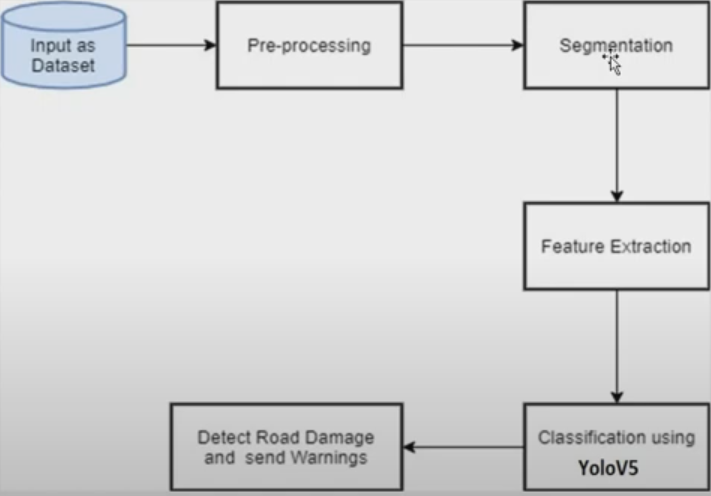 Input as
Dataset
Pre-processing
Segmentation
Feature Extraction
Classification using
YoloV5
Detect Road Damage
and send Warnings